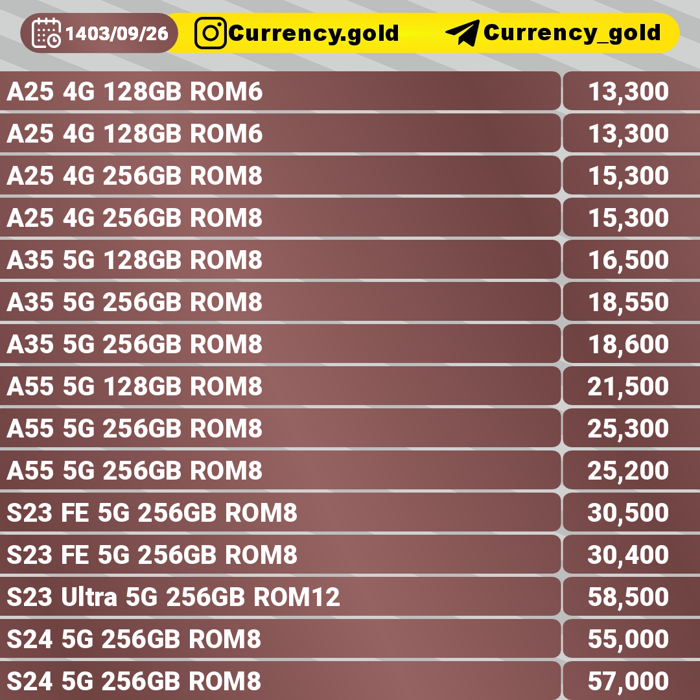 1403/09/26 Currency.gold Currency_gold
A25 4G 128GB ROM6 13,300
A25 4G 128GB ROM6 13,300
A25 4G 256GB ROM8 15,300
A25 4G 256GB ROM8 15,300
A35 5G 128GB ROM8 16,500
A35 5G 256GB ROM8 18,550
A35 5G 256GB ROM8 18,600
A55 5G 128GB ROM8 21,500
A55 5G 256GB ROM8 25,300
A55 5G 256GB ROM8 25,200
S23 FE 5G 256GB ROM8 30,500
S23 FE 5G 256GB ROM8 30,400
S23 Ultra 5G 256GB ROM12 58,500
S24 5G 256GB ROM8 55,000
S24 5G 256GB ROM8 57,000